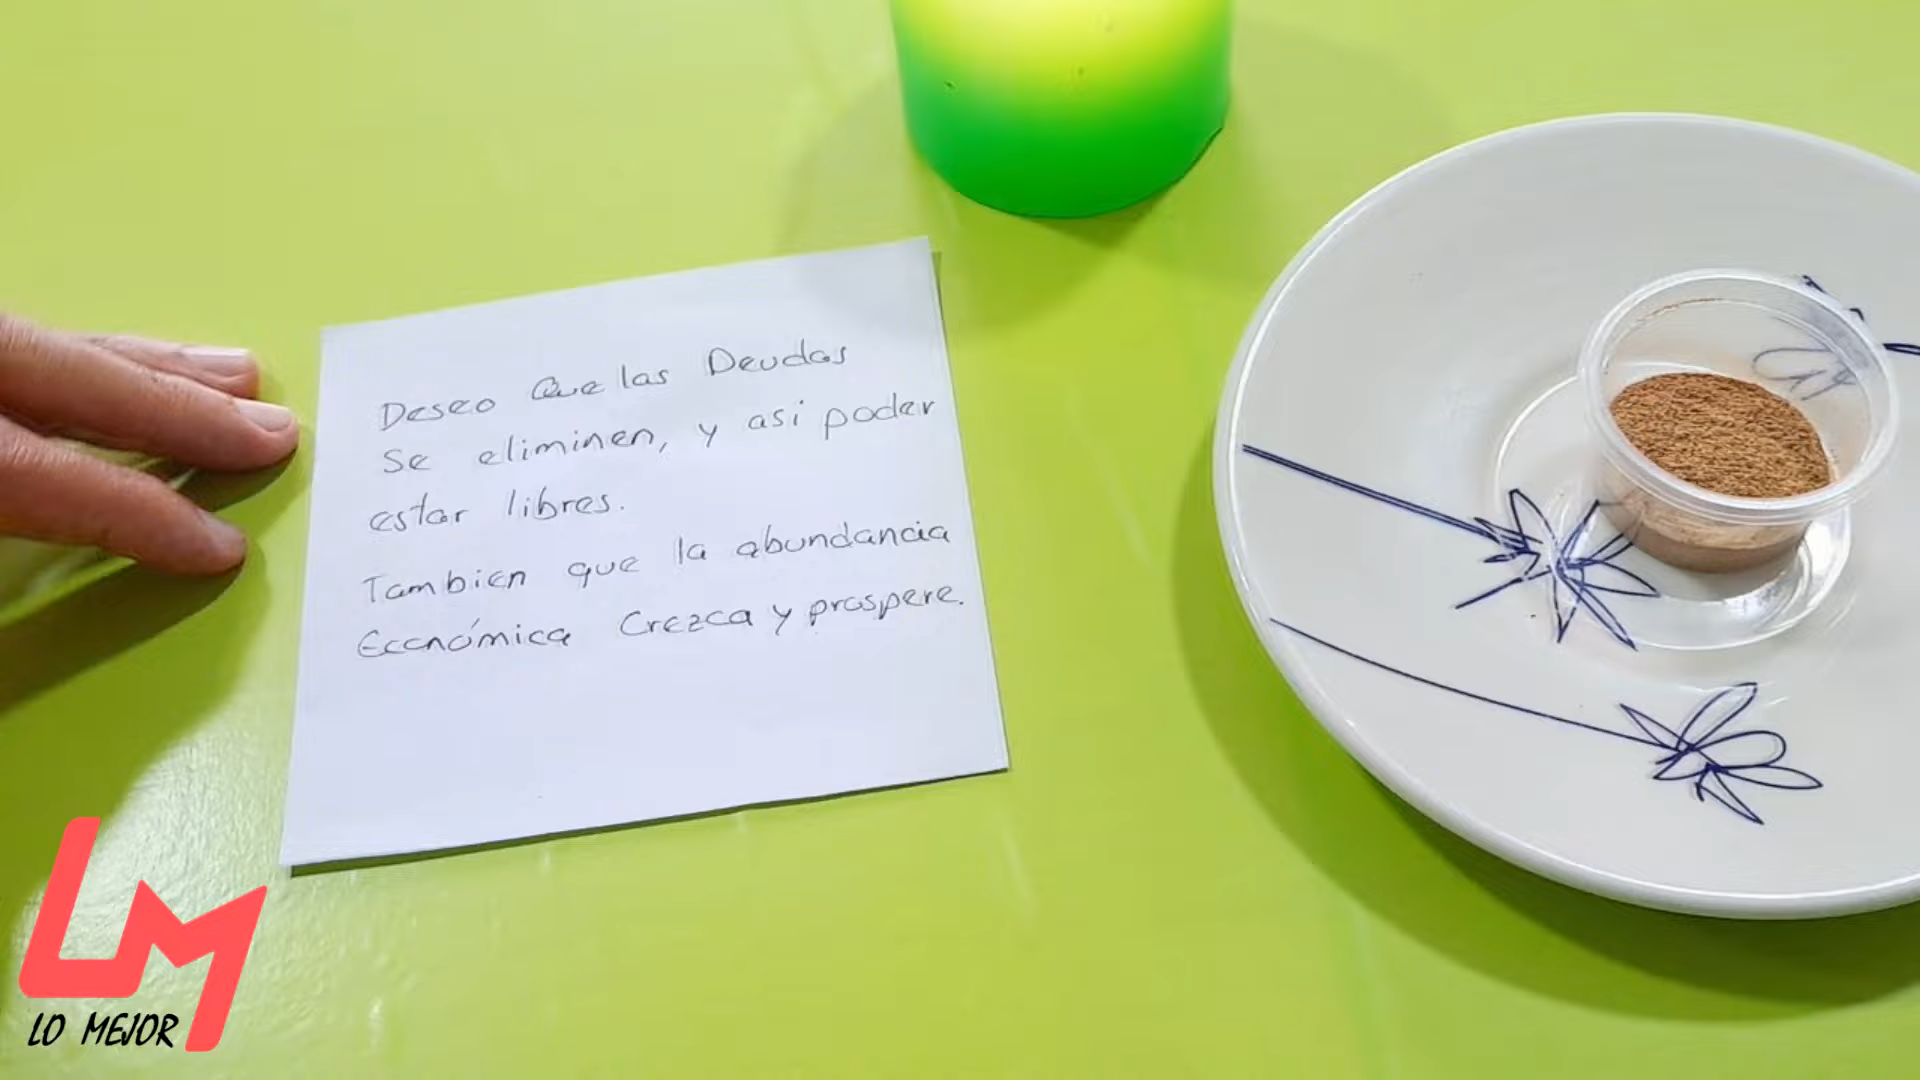 Deseo Que las Deudas
Se eliminen, y asi poder
estar libres.
Tambien que la abundancia
Económica Crezca y prospere.
LM
LO MEJOR